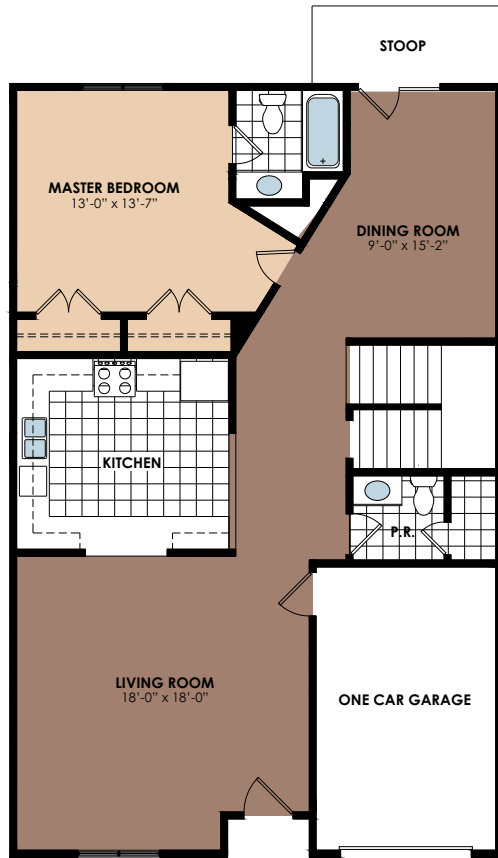 STOOP
MASTER BEDROOM
13’-0” x 13’-7”
DINING ROOM
9’-0” x 15’-2”
KITCHEN
P.R.
LIVING ROOM
18’-0” x 18’-0”
ONE CAR GARAGE